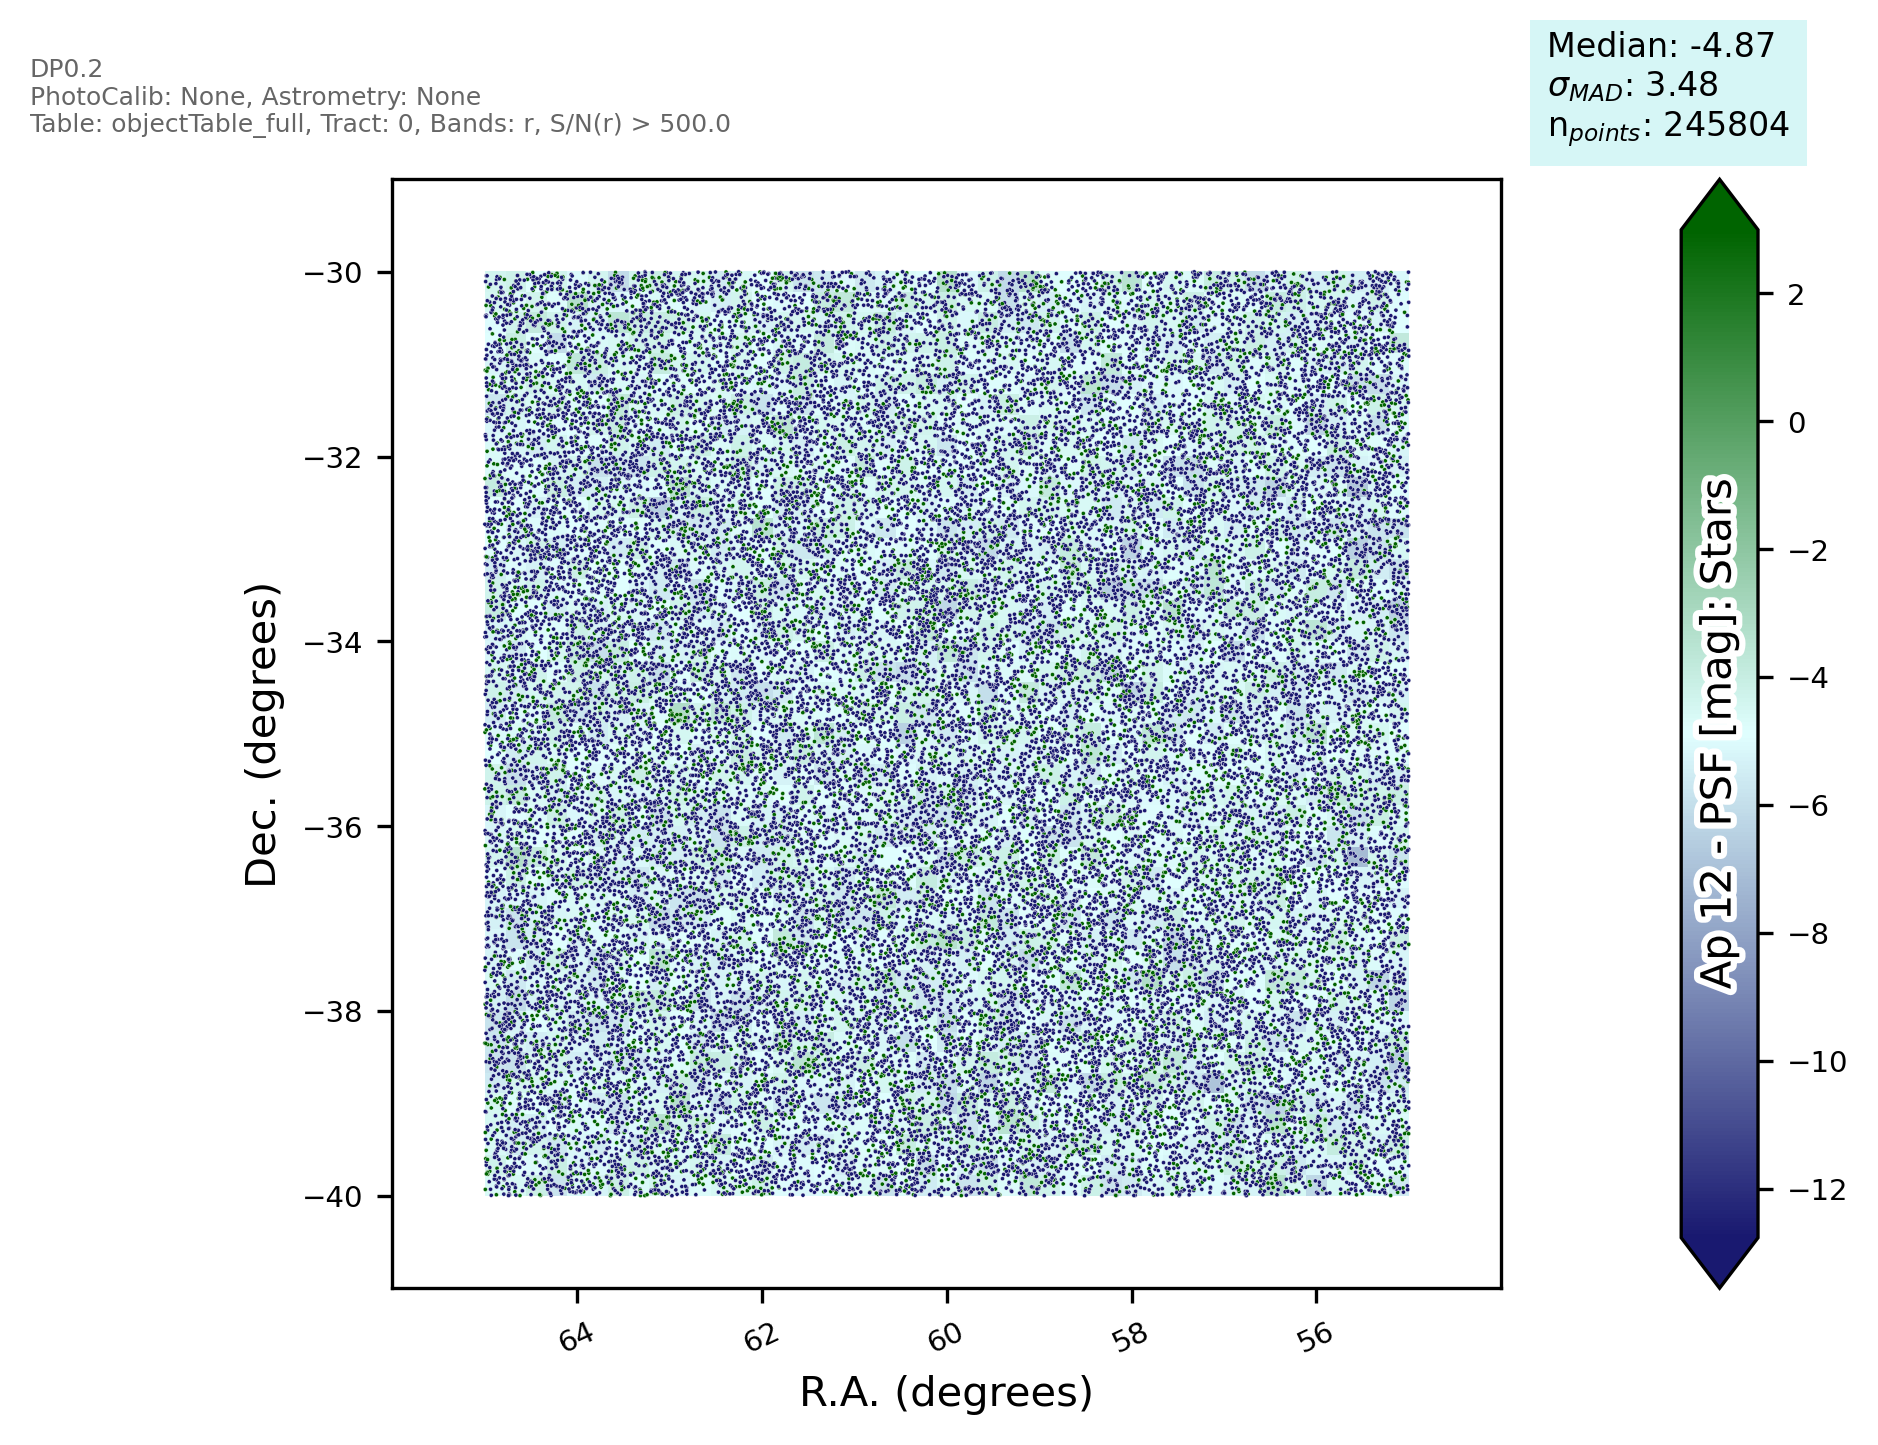 DP0.2
PhotoCalib: None, Astrometry: None
Table: objectTable_full, Tract: 0, Bands: r, S/N(r) > 500.0
Median: -4.87
σMAD: 3.48
npoints: 245804
−30
−32
−33
−34
−35
−36
−38
−40
Dec. (degrees)
64
62
60
58
56
R.A. (degrees)
2
0
−2
−4
−6
−8
−10
−12
Ap 12 - PSF [mag]: Stars